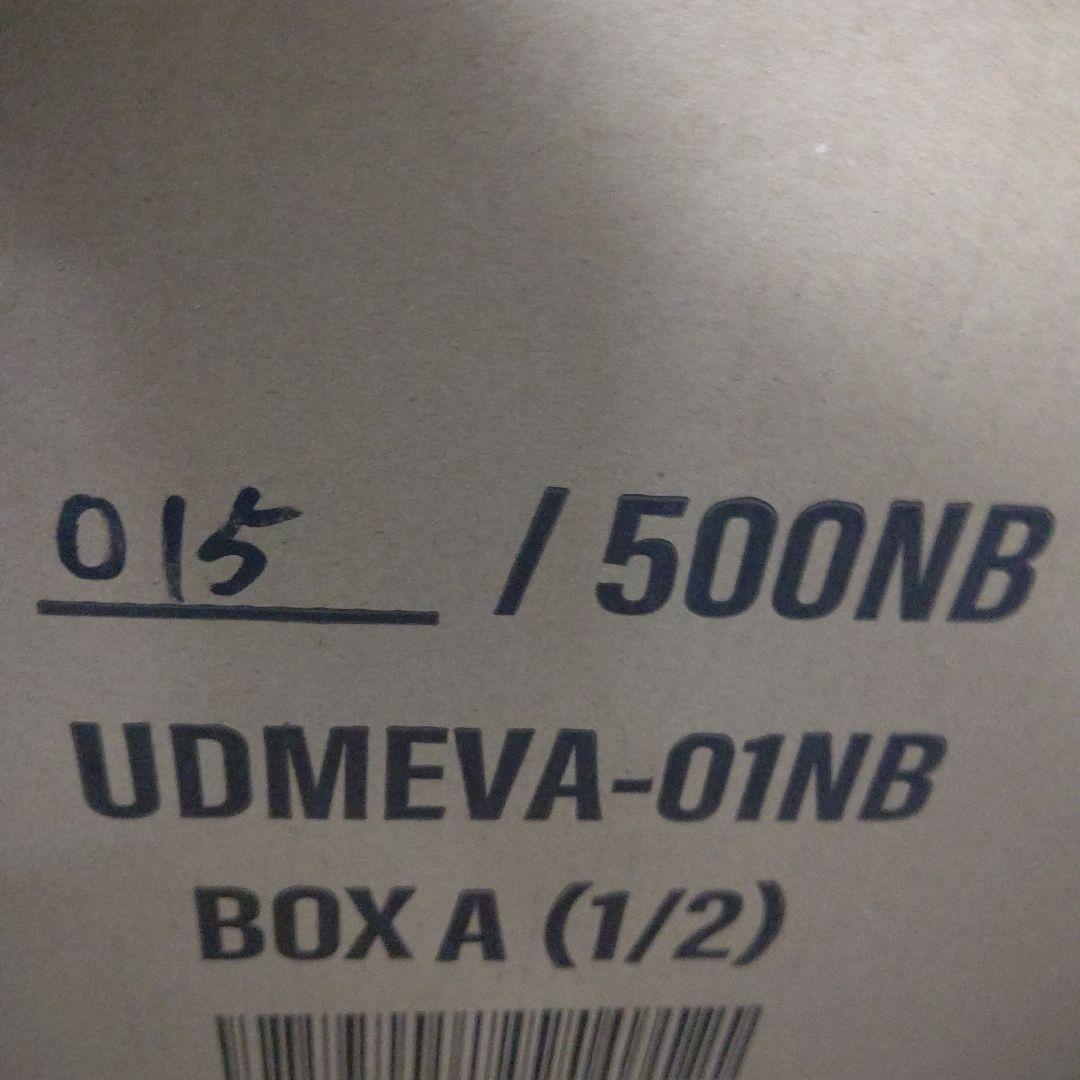 015 / 500NB
UDMEVA-01NB
BOX A (1/2)